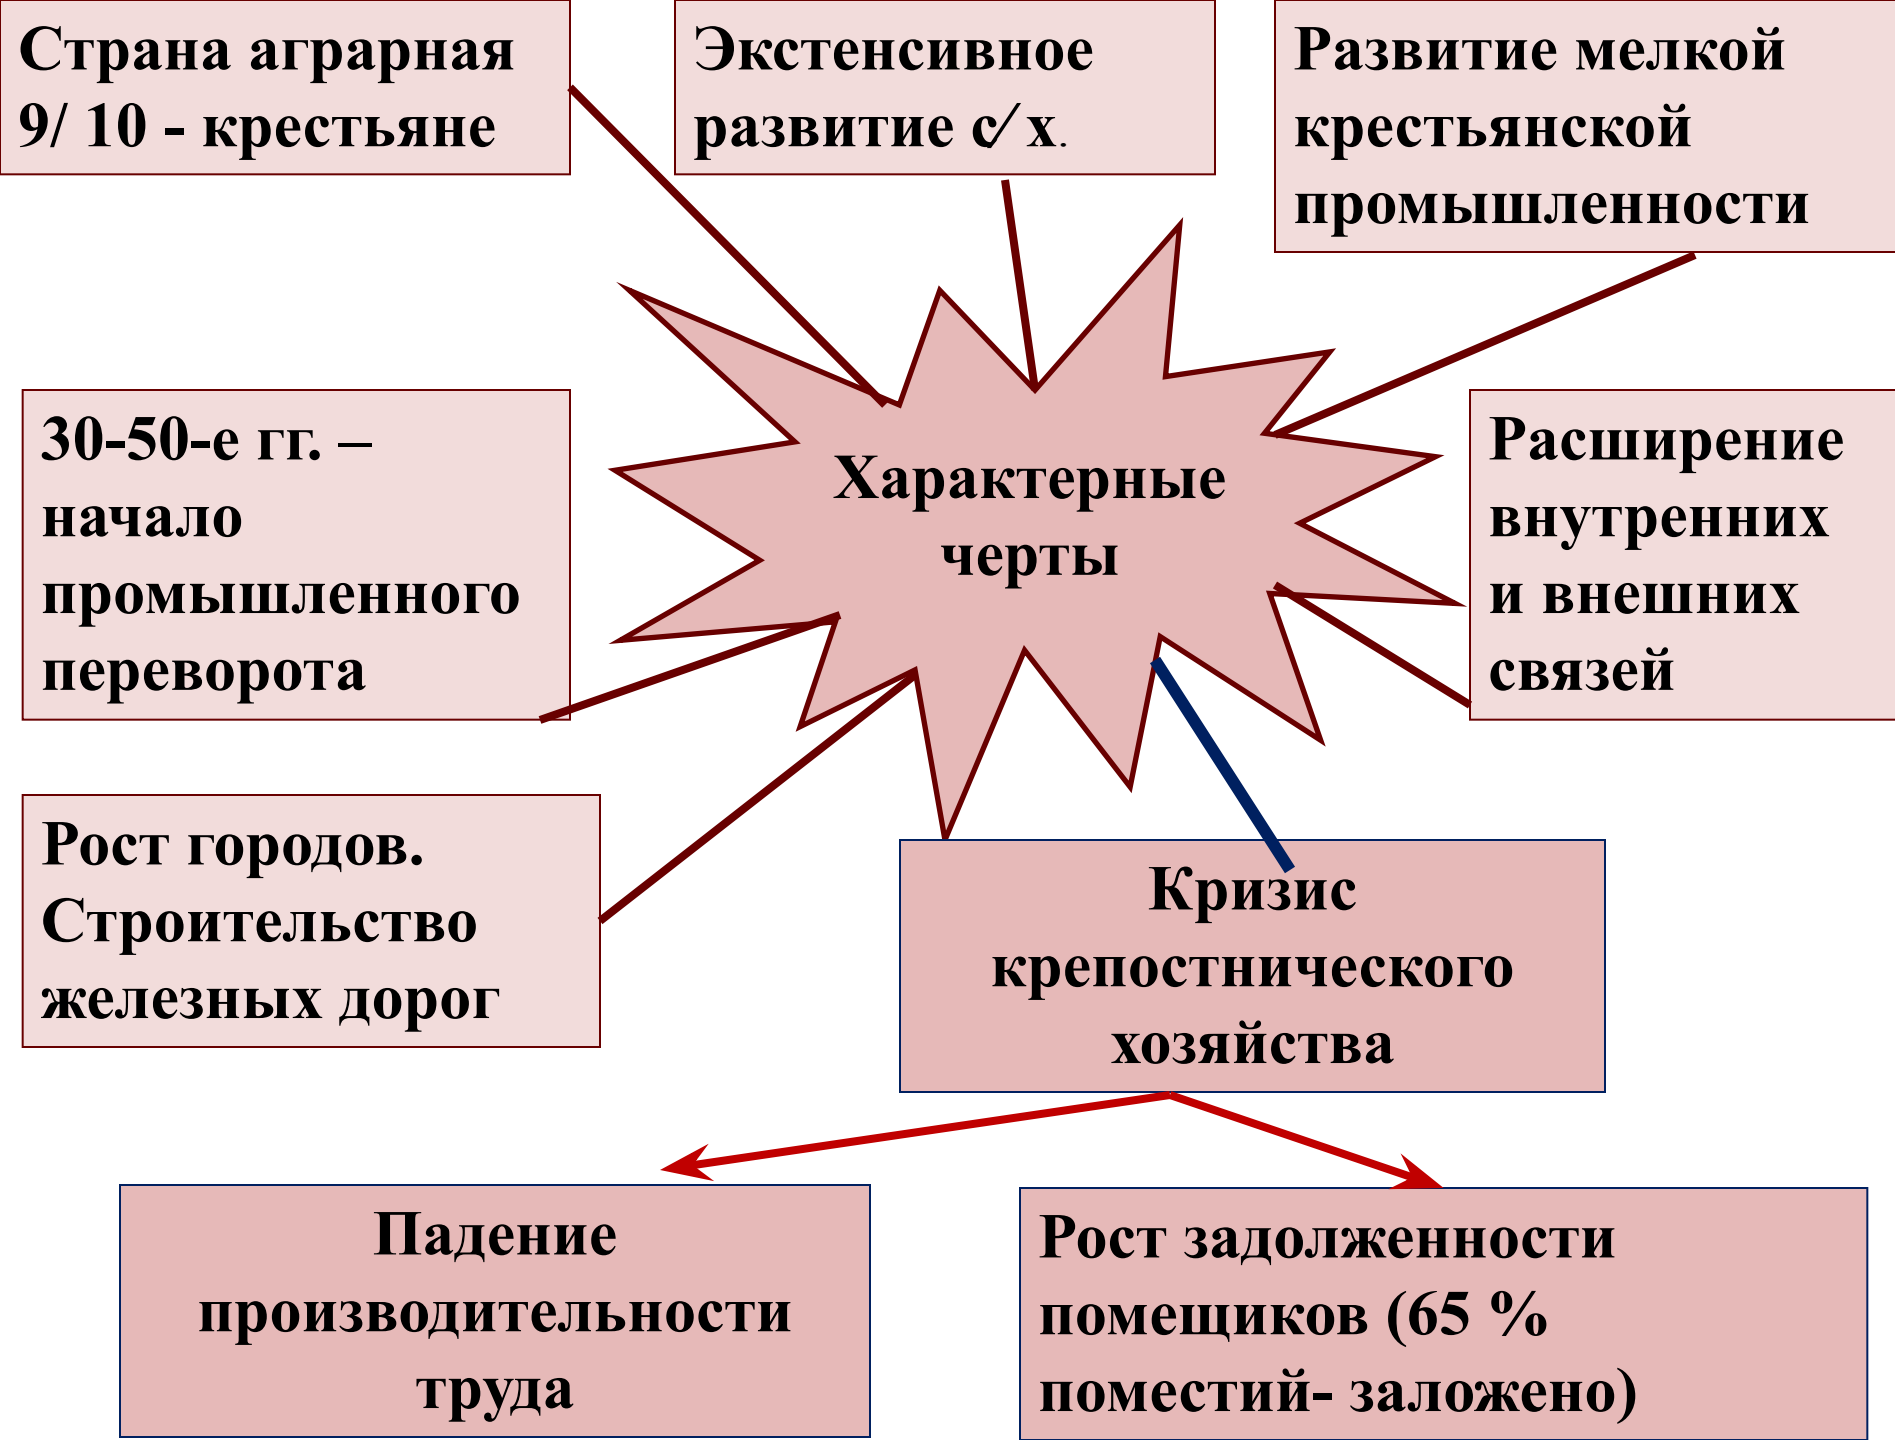 Страна аграрная
9/ 10 - крестьяне
Экстенсивное
развитие с⁄х.
Развитие мелкой
крестьянской
промышленности
30-50-е гг. –
начало
промышленного
переворота
Характерные
черты
Расширение
внутренних
и внешних
связей
Рост городов.
Строительство
железных дорог
Кризис
крепостнического
хозяйства
Падение
производительности
труда
Рост задолженности
помещиков (65 %
поместий- заложено)